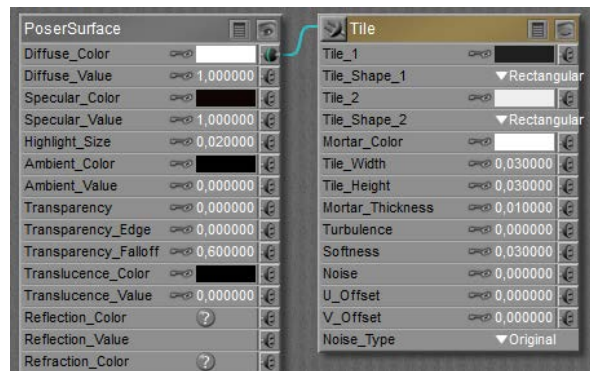 PoserSurface
Diffuse_Color
Diffuse_Value 1,000000
Specular_Color
Specular_Value 1,000000
Highlight_Size 0,020000
Ambient_Color
Ambient_Value 0,000000
Transparency 0,000000
Transparency_Edge 0,000000
Transparency_Falloff 0,600000
Translucence_Color
Translucence_Value 0,000000
Reflection_Color ?
Reflection_Value
Refraction_Color ?
Tile
Tile_1
Tile_Shape_1 ▼Rectangular
Tile_2
Tile_Shape_2 ▼Rectangular
Mortar_Color
Tile_Width 0,030000
Tile_Height 0,030000
Mortar_Thickness 0,010000
Turbulence 0,000000
Softness 0,030000
Noise 0,000000
U_Offset 0,000000
V_Offset 0,000000
Noise_Type ▼Original